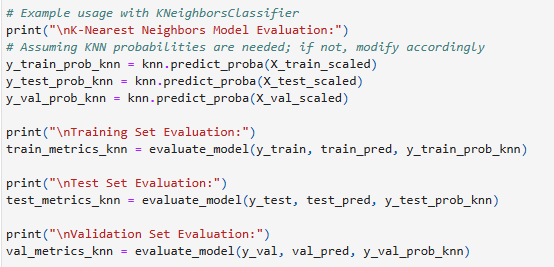 # Example usage with KNeighborsClassifier
print("\nK-Nearest Neighbors Model Evaluation:")
# Assuming KNN probabilities are needed; if not, modify accordingly
y_train_prob_knn = knn.predict_proba(X_train_scaled)
y_test_prob_knn = knn.predict_proba(X_test_scaled)
y_val_prob_knn = knn.predict_proba(X_val_scaled)
print("\nTraining Set Evaluation:")
train_metrics_knn = evaluate_model(y_train, train_pred, y_train_prob_knn)
print("\nTest Set Evaluation:")
test_metrics_knn = evaluate_model(y_test, test_pred, y_test_prob_knn)
print("\nValidation Set Evaluation:")
val_metrics_knn = evaluate_model(y_val, val_pred, y_val_prob_knn)